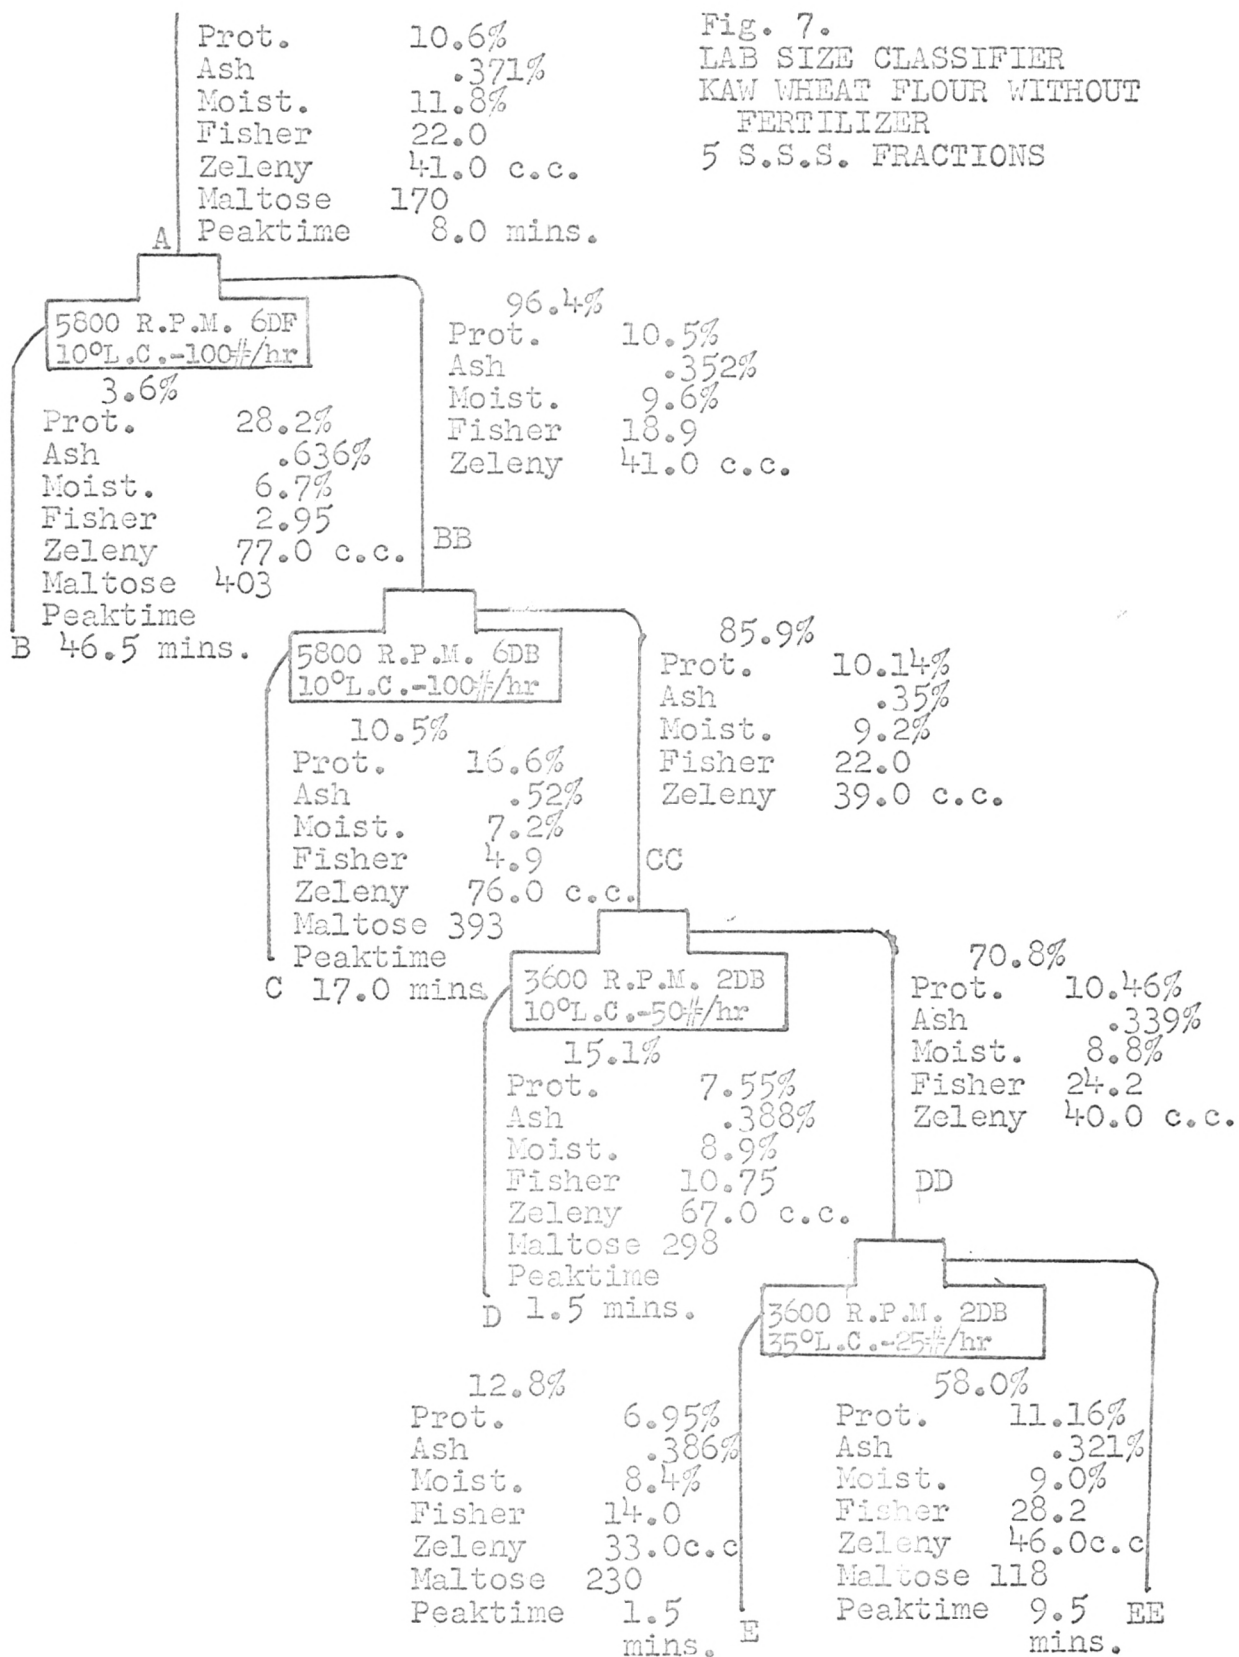 Prot. 10.6%
Ash .371%
Moist. 11.8%
Fisher 22.0
Zeleny 41.0 c.c.
Maltose 170
Peaktime 8.0 mins.
A
Fig. 7.
LAB SIZE CLASSIFIER
KAW WHEAT FLOUR WITHOUT
FERTILIZER
5 S.S.S. FRACTIONS
5800 R.P.M. 6DF
10°L.C.-100#/hr
96.4%
Prot. 10.5%
Ash .352%
Moist. 9.6%
Fisher 18.9
Zeleny 41.0 c.c.
BB
3.6%
Prot. 28.2%
Ash .636%
Moist. 6.7%
Fisher 2.95
Zeleny 77.0 c.c.
Maltose 403
Peaktime
B 46.5 mins.
5800 R.P.M. 6DB
10°L.C.-100#/hr
85.9%
Prot. 10.14%
Ash .35%
Moist. 9.2%
Fisher 22.0
Zeleny 39.0 c.c.
CC
10.5%
Prot. 16.6%
Ash .52%
Moist. 7.2%
Fisher 4.9
Zeleny 76.0 c.c.
Maltose 393
Peaktime
C 17.0 mins
3600 R.P.M. 2DB
10°L.C.-50#/hr
70.8%
Prot. 10.46%
Ash .339%
Moist. 8.8%
Fisher 24.2
Zeleny 40.0 c.c.
DD
15.1%
Prot. 7.55%
Ash .388%
Moist. 8.9%
Fisher 10.75
Zeleny 67.0 c.c.
Maltose 298
Peaktime
D 1.5 mins.
3600 R.P.M. 2DB
35°L.C.-25#/hr
12.8%
Prot. 6.95%
Ash .386%
Moist. 8.4%
Fisher 14.0
Zeleny 33.0c.c
Maltose 230
Peaktime 1.5
mins.
E
58.0%
Prot. 11.16%
Ash .321%
Moist. 9.0%
Fisher 28.2
Zeleny 46.0c.c
Maltose 118
Peaktime 9.5
mins.
EE